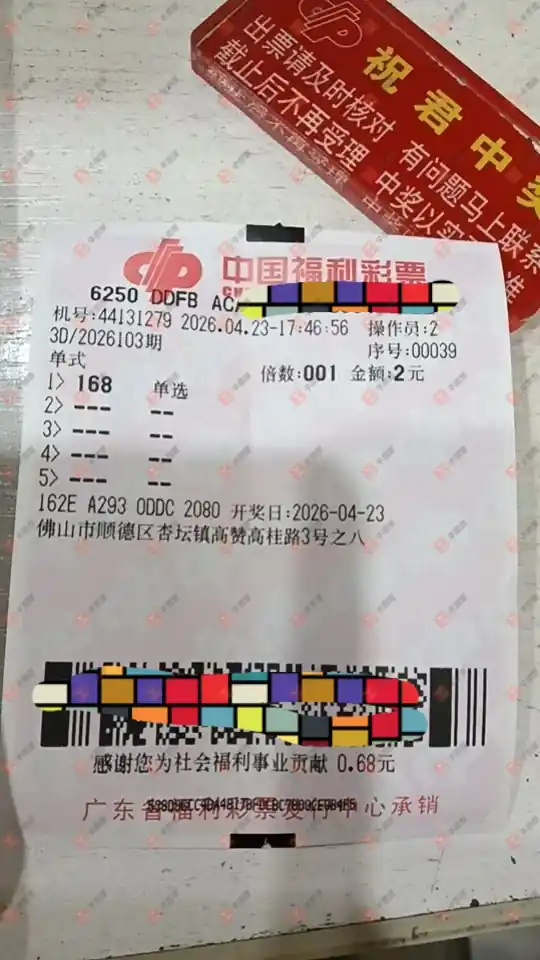 祝君中奖
出票请及时核对 有问题马上联系
截止后不再受理 中奖以实
准
中国福利彩票
6250 DDFB AC
机号:44131279 2026.04.23-17:46:56 操作员:2
3D/2026103期 序号:00039
单式 倍数:001 金额:2元
1> 168 单选
2> --- --
3> --- --
4> --- --
5> --- --
162E A293 0DDC 2080 开奖日:2026-04-23
佛山市顺德区杏坛镇高赞高桂路3号之八
感谢您为社会福利事业贡献 0.68元
广东省福利彩票发行中心承销